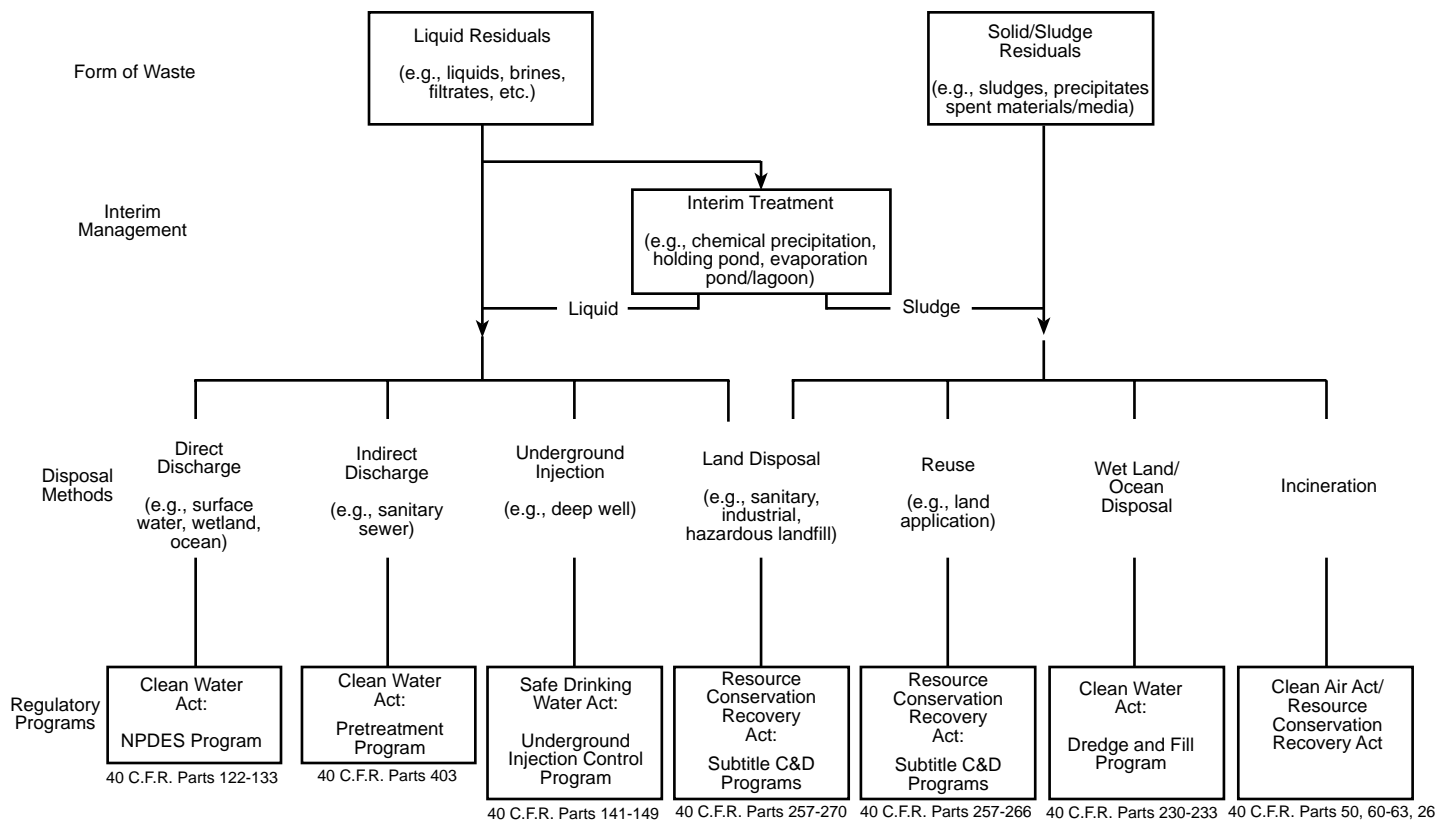 Form of Waste
Liquid Residuals
(e.g., liquids, brines,
filtrates, etc.)
Solid/Sludge
Residuals
(e.g., sludges, precipitates
spent materials/media)
Interim
Management
Interim Treatment
(e.g., chemical precipitation,
holding pond, evaporation
pond/lagoon)
Liquid
Sludge
Disposal
Methods
Direct
Discharge
(e.g., surface
water, wetland,
ocean)
Indirect
Discharge
(e.g., sanitary
sewer)
Underground
Injection
(e.g., deep well)
Land Disposal
(e.g., sanitary,
industrial,
hazardous landfill)
Reuse
(e.g., land
application)
Wet Land/
Ocean
Disposal
Incineration
Regulatory
Programs
Clean Water
Act:
NPDES Program
40 C.F.R. Parts 122-133
Clean Water
Act:
Pretreatment
Program
40 C.F.R. Parts 403
Safe Drinking
Water Act:
Underground
Injection Control
Program
40 C.F.R. Parts 141-149
Resource
Conservation
Recovery
Act:
Subtitle C&D
Programs
40 C.F.R. Parts 257-270
Resource
Conservation
Recovery
Act:
Subtitle C&D
Programs
40 C.F.R. Parts 257-266
Clean Water
Act:
Dredge and Fill
Program
40 C.F.R. Parts 230-233
Clean Air Act/
Resource
Conservation
Recovery Act
40 C.F.R. Parts 50, 60-63, 26